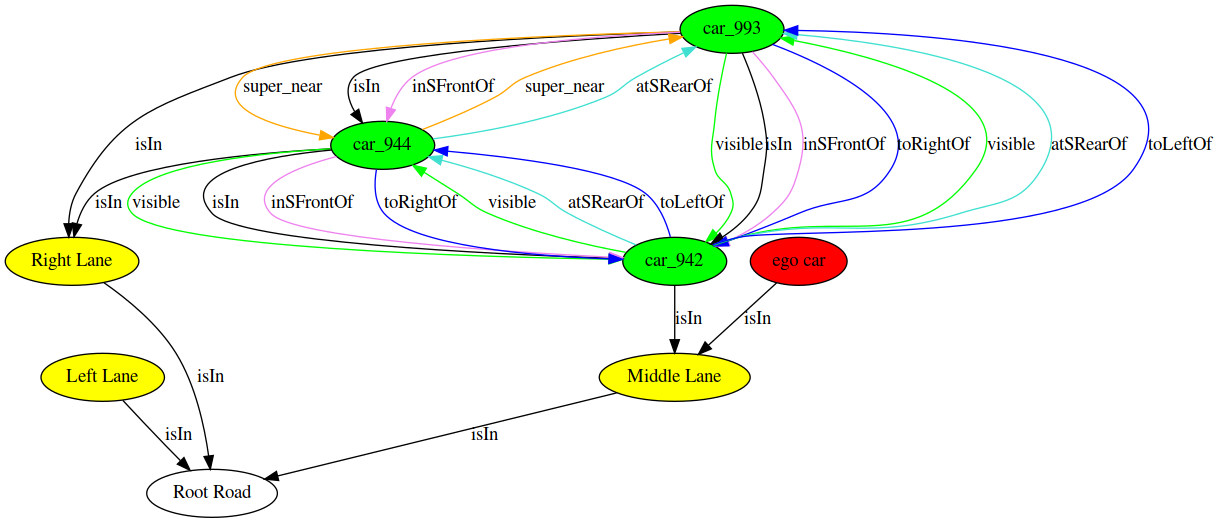 car_993
super_near
isIn
inSFrontOf
super_near
atSRearOf
isIn
car_944
visible
isIn
inSFrontOf
toRightOf
visible
atSRearOf
toLeftOf
isIn
visible
isIn
inSFrontOf
toRightOf
visible
atSRearOf
toLeftOf
Right Lane
car_942
ego car
isIn
isIn
isIn
Left Lane
Middle Lane
isIn
isIn
Root Road